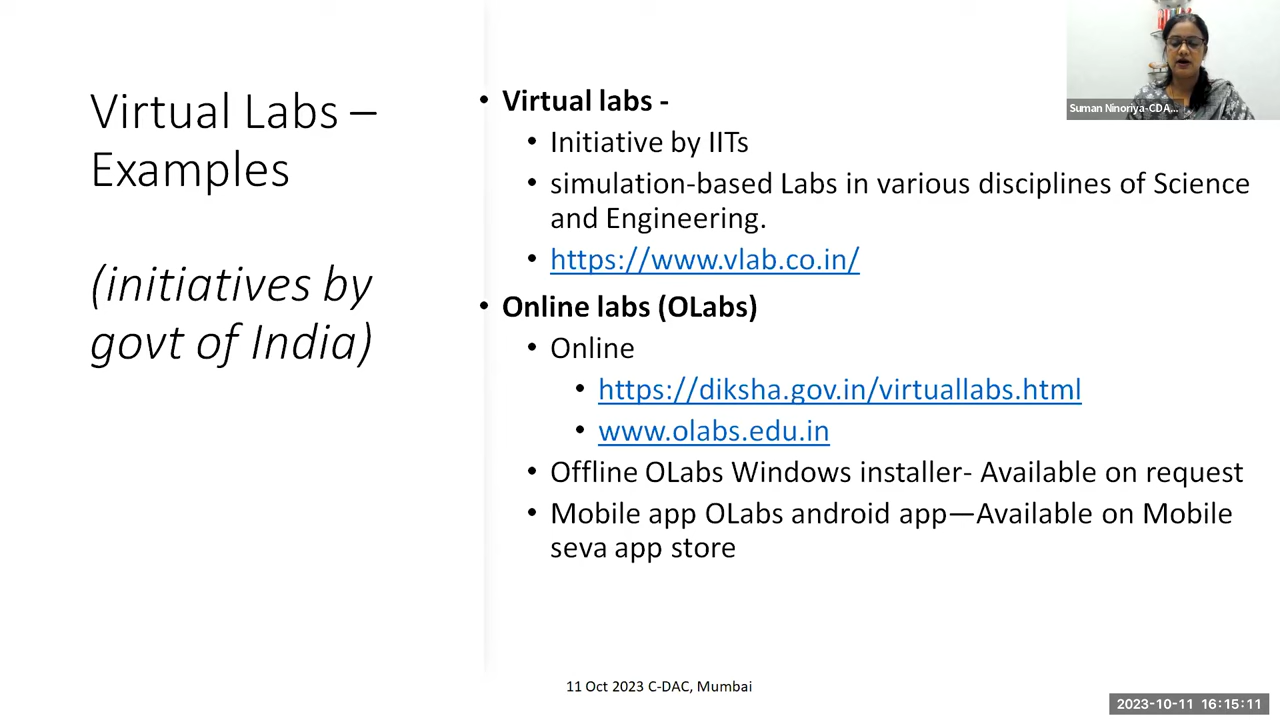 Virtual Labs –
Examples
(initiatives by
govt of India)
• Virtual labs -
• Initiative by IITs
• simulation-based Labs in various disciplines of Science
and Engineering.
• https://www.vlab.co.in/
• Online labs (OLabs)
• Online
• https://diksha.gov.in/virtuallabs.html
• www.olabs.edu.in
• Offline OLabs Windows installer- Available on request
• Mobile app OLabs android app—Available on Mobile
seva app store
Suman Ninoriya-CDA...
11 Oct 2023 C-DAC, Mumbai
2023-10-11 16:15:11